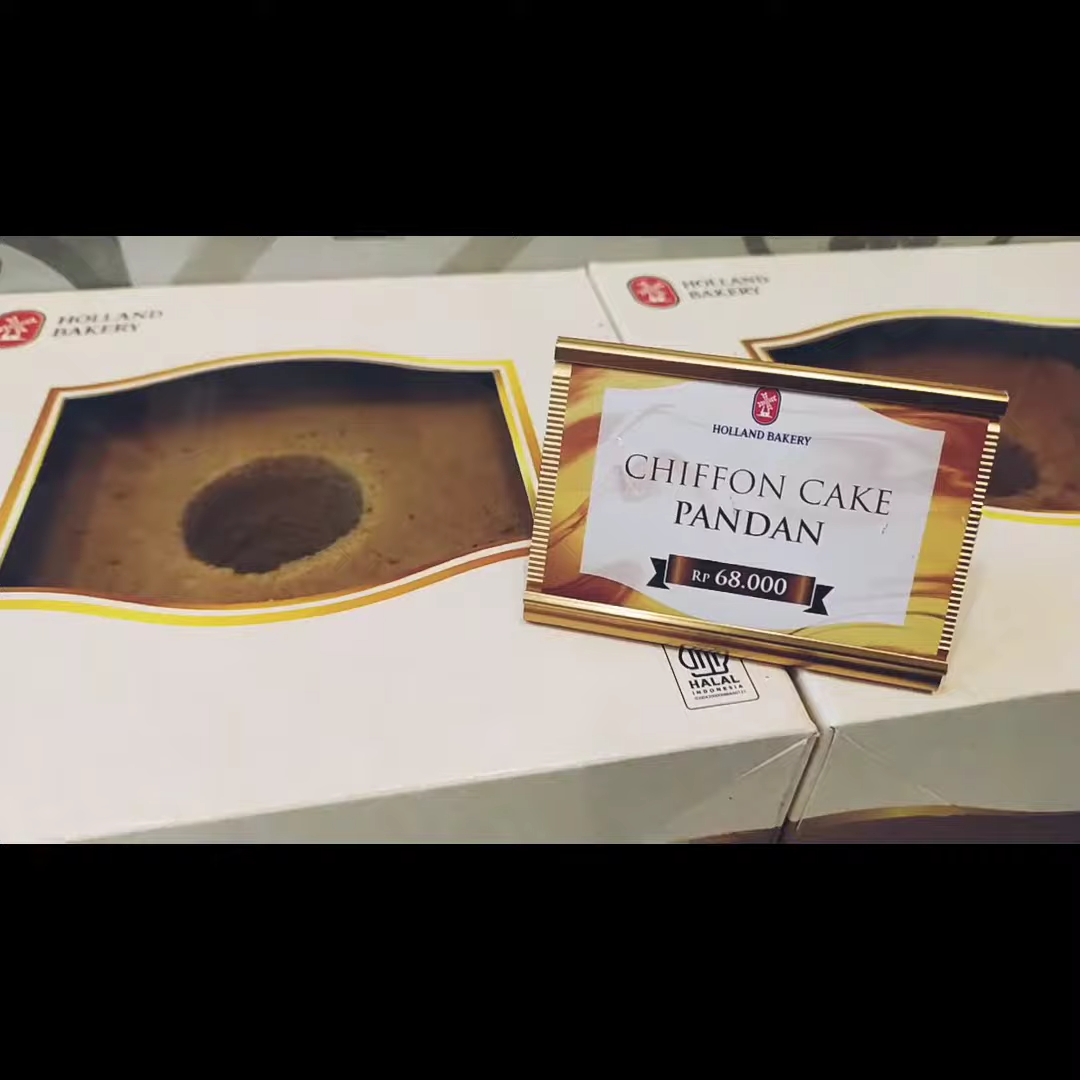 HOLLAND
BAKERY
HOLLAND
BAKERY
HOLLAND BAKERY
CHIFFON CAKE
PANDAN
RP 68.000
HALAL
INDONESIA